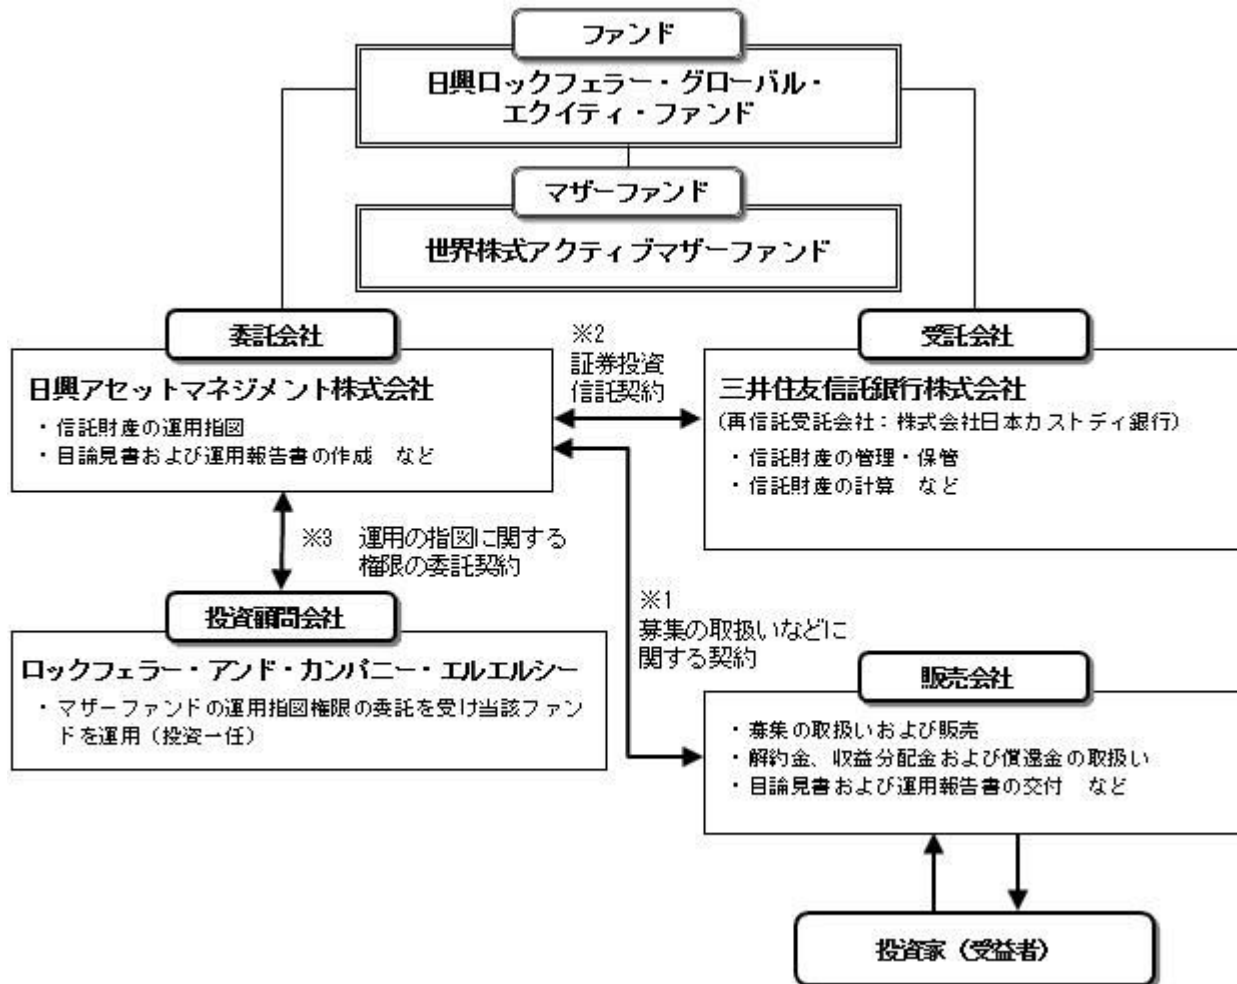 ファンド
日興ロックフェラー・グローバル・
エクイティ・ファンド
マザーファンド
世界株式アクティブマザーファンド
委託会社
日興アセットマネジメント株式会社
・信託財産の運用指図
・目論見書および運用報告書の作成 など
※2
証券投資
信託契約
受託会社
三井住友信託銀行株式会社
(再信託受託会社：株式会社日本カストディ銀行)
・信託財産の管理・保管
・信託財産の計算 など
※3 運用の指図に関する
権限の委託契約
投資顧問会社
ロックフェラー・アンド・カンパニー・エルエルシー
・マザーファンドの運用指図権限の委託を受け当該ファン
ドを運用（投資一任）
※1
募集の取扱いなどに
関する契約
販売会社
・募集の取扱いおよび販売
・解約金、収益分配金および償還金の取扱い
・目論見書および運用報告書の交付 など
投資家（受益者）